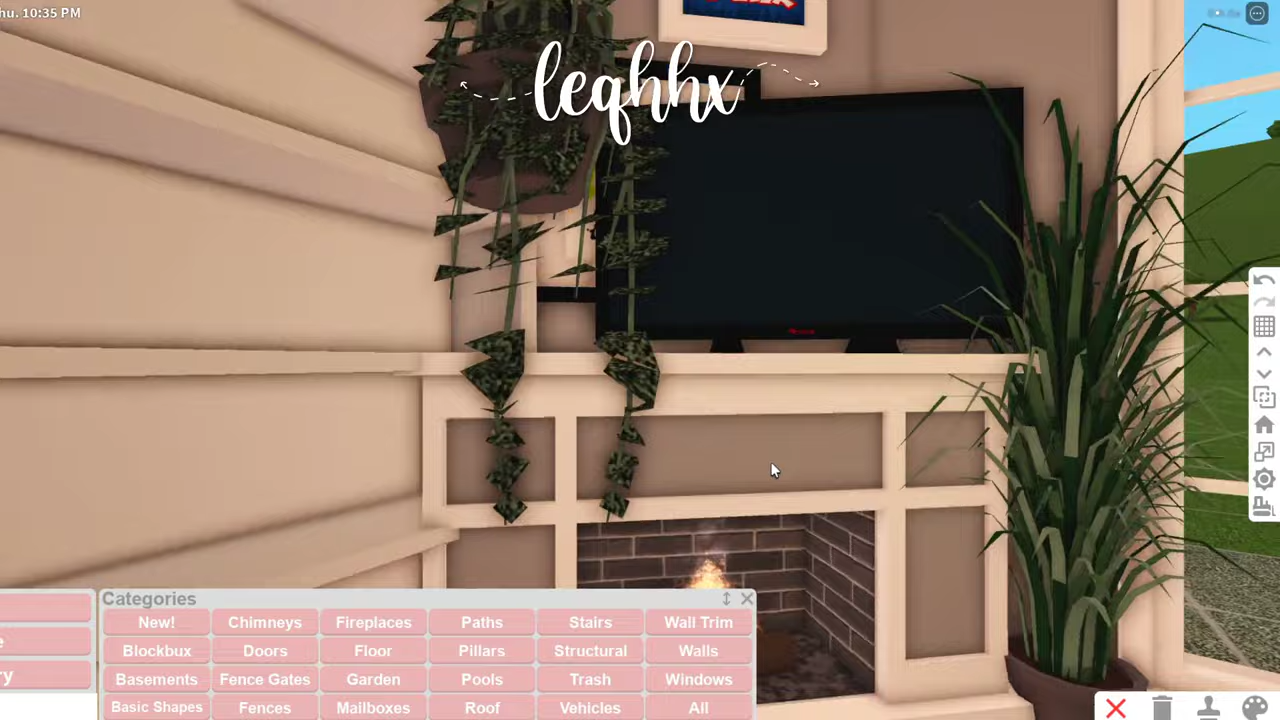 hu. 10:35 PM
leqhhx
Categories
New! Chimneys Fireplaces Paths Stairs Wall Trim
Blockbux Doors Floor Pillars Structural Walls
Basements Fence Gates Garden Pools Trash Windows
Basic Shapes Fences Mailboxes Roof Vehicles All